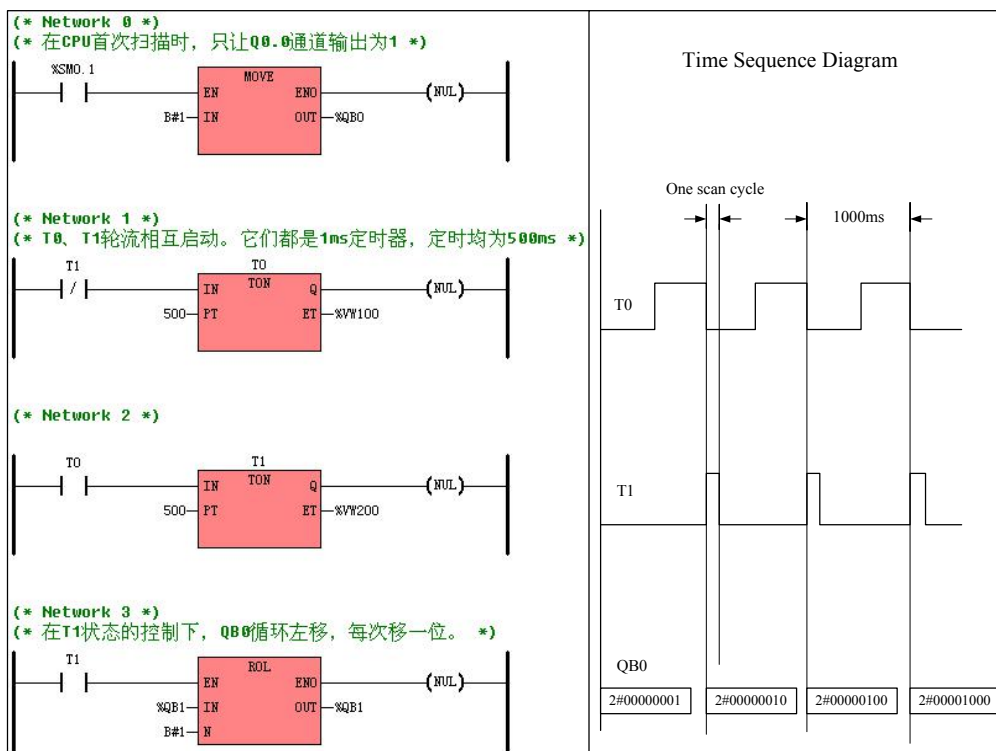 (* Network 0 *)
(* 在CPU首次扫描时，只让Q0.0通道输出为1 *)
%SM0.1
MOVE
EN ENO
(NUL)
B#1 IN OUT %QB0
(* Network 1 *)
(* T0、T1轮流相互启动。它们都是1ms定时器，定时均为500ms *)
T1
/
T0
TON
IN Q
(NUL)
500 PT ET %VW100
(* Network 2 *)
T0
T1
TON
IN Q
(NUL)
500 PT ET %VW200
(* Network 3 *)
(* 在T1状态的控制下，QB0循环左移，每次移一位。 *)
T1
ROL
EN ENO
(NUL)
%QB1 IN OUT %QB1
B#1 N
Time Sequence Diagram
One scan cycle
1000ms
T0
T1
QB0
2#00000001 2#00000010 2#00000100 2#00001000